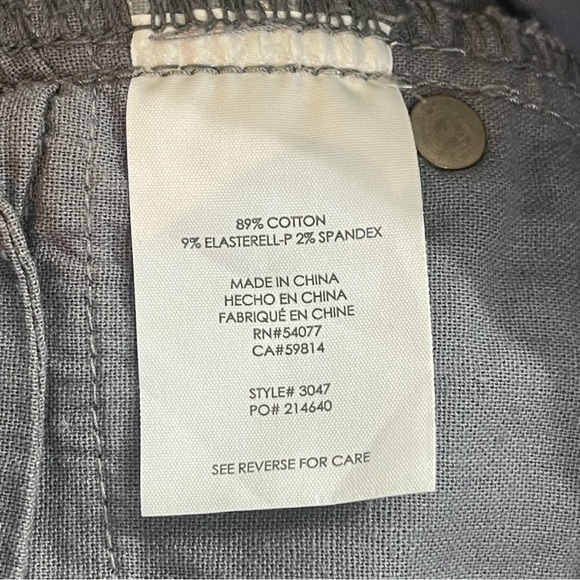 89% COTTON
9% ELASTERELL-P 2% SPANDEX
MADE IN CHINA
HECHO EN CHINA
FABRIQUÉ EN CHINE
RN#54077
CA#59814
STYLE# 3047
PO# 214640
SEE REVERSE FOR CARE